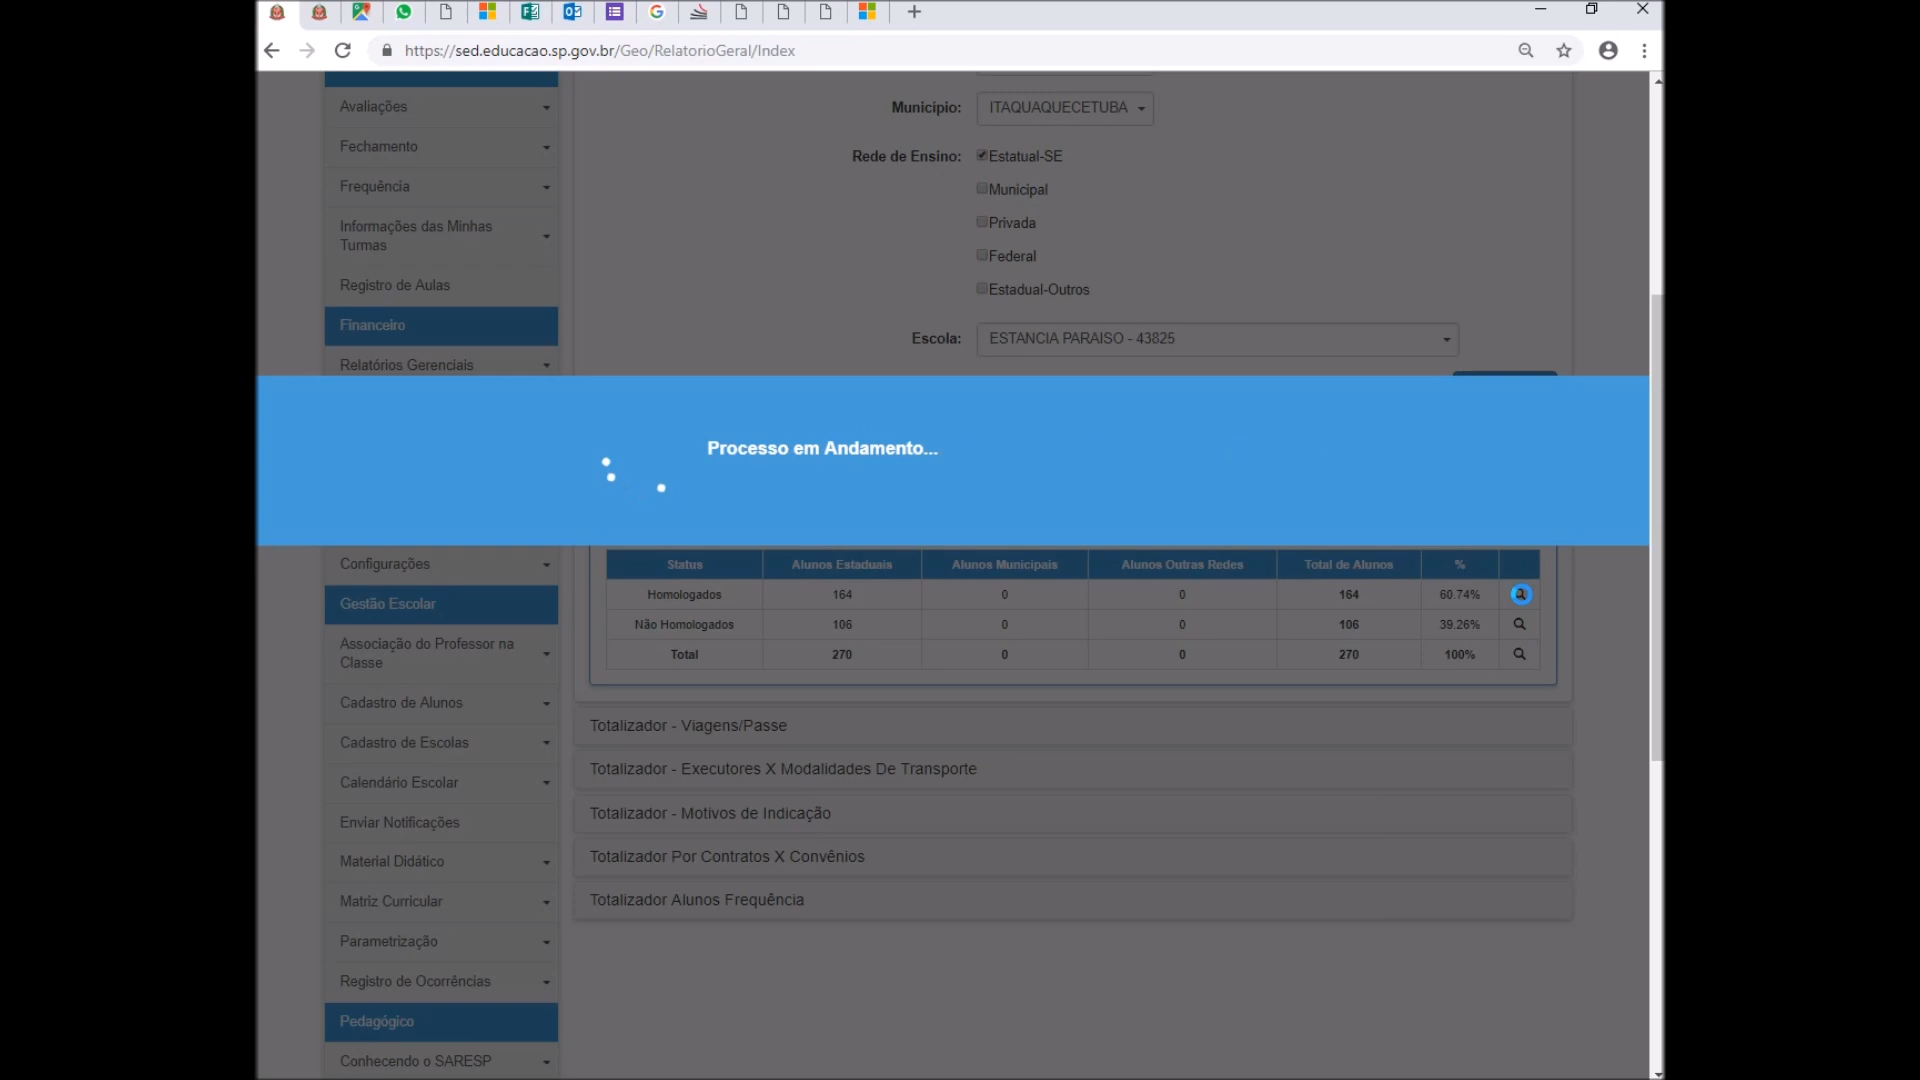 https://sed.educacao.sp.gov.br/Geo/RelatorioGeral/Index
Avaliações
Fechamento
Frequência
Informações das Minhas
Turmas
Registro de Aulas
Financeiro
Relatórios Gerenciais
Município: ITAQUAQUECETUBA
Rede de Ensino: Estatual-SE
Municipal
Privada
Federal
Estadual-Outros
Escola: ESTANCIA PARAISO - 43825
Processo em Andamento...
Configurações
Gestão Escolar
Associação do Professor na
Classe
Cadastro de Alunos
Cadastro de Escolas
Calendário Escolar
Enviar Notificações
Material Didático
Matriz Curricular
Parametrização
Registro de Ocorrências
Pedagógico
Conhecendo o SARESP
Status Alunos Estaduais Alunos Municipais Alunos Outras Redes Total de Alunos %
Homologados 164 0 0 164 60.74%
Não Homologados 106 0 0 106 39.26%
Total 270 0 0 270 100%
Totalizador - Viagens/Passe
Totalizador - Executores X Modalidades De Transporte
Totalizador - Motivos de Indicação
Totalizador Por Contratos X Convênios
Totalizador Alunos Frequência